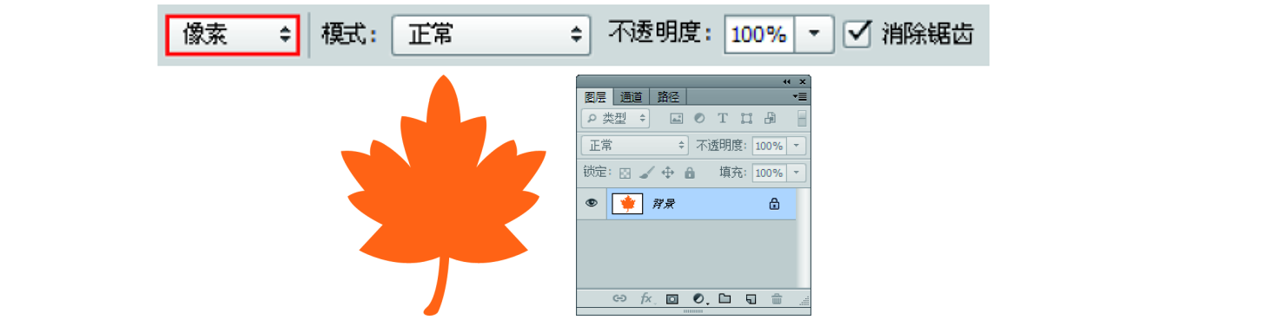 像素 模式: 正常 不透明度: 100% 消除锯齿
图层 通道 路径
类型 T
正常 不透明度: 100%
锁定: 填充: 100%
背景
fx